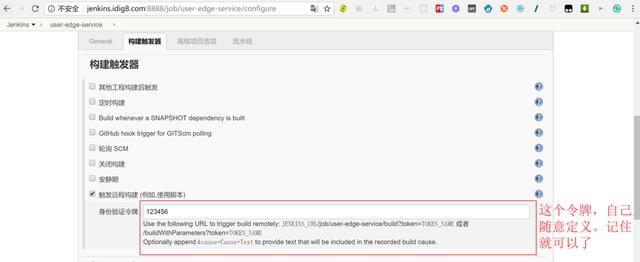 不安全 | jenkins.idig8.com:8888/job/user-edge-service/configure
Jenkins user-edge-service
General 构建触发器 高级项目选项 流水线
构建触发器
其他工程构建后触发
定时构建
Build whenever a SNAPSHOT dependency is built
GitHub hook trigger for GITScm polling
轮询 SCM
关闭构建
安静期
触发远程构建 (例如,使用脚本)
身份验证令牌 123456
Use the following URL to trigger build remotely: JENKINS_URL/job/user-edge-service/build?token=TOKEN_NAME 或者
/buildWithParameters?token=TOKEN_NAME
Optionally append &cause=Cause+Text to provide text that will be included in the recorded build cause.
这个令牌，自己
随意定义。记住
就可以了